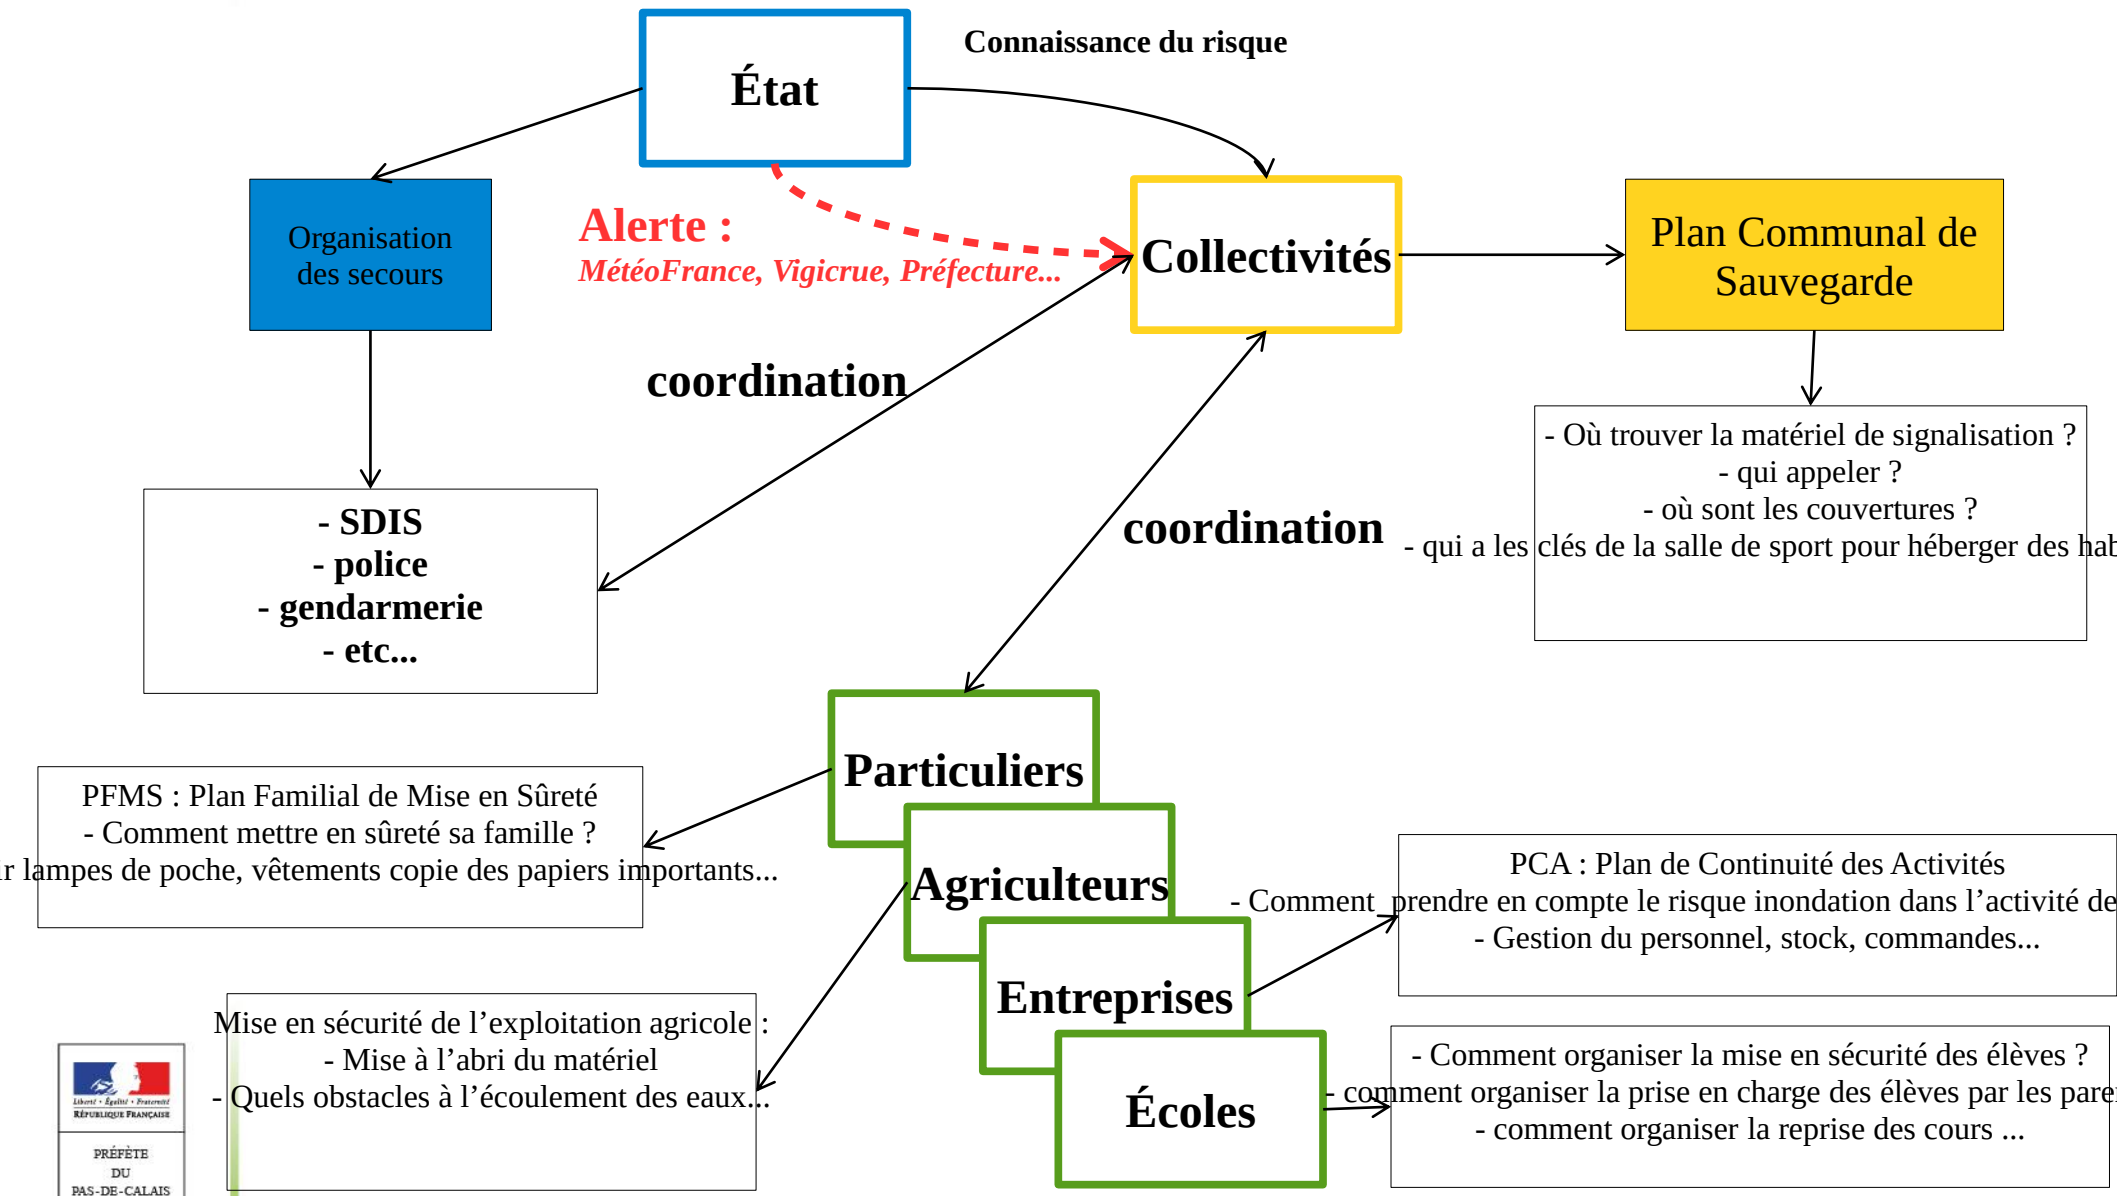 Connaissance du risque
État
Organisation
des secours
Alerte :
MétéoFrance, Vigicrue, Préfecture...
Collectivités
Plan Communal de
Sauvegarde
coordination
- Où trouver la matériel de signalisation ?
- qui appeler ?
- où sont les couvertures ?
- qui a les clés de la salle de sport pour héberger des
- SDIS
- police
- gendarmerie
- etc...
coordination
Particuliers
PFMS : Plan Familial de Mise en Sûreté
- Comment mettre en sûreté sa famille ?
lampes de poche, vêtements copie des papiers importants...
Agriculteurs
PCA : Plan de Continuité des Activités
- Comment prendre en compte le risque inondation dans l’activité de
- Gestion du personnel, stock, commandes...
Entreprises
Mise en sécurité de l’exploitation agricole :
- Mise à l’abri du matériel
- Quels obstacles à l’écoulement des eaux...
Écoles
- Comment organiser la mise en sécurité des élèves ?
- comment organiser la prise en charge des élèves par les
- comment organiser la reprise des cours ...
Liberté • Égalité • Fraternité
RÉPUBLIQUE FRANÇAISE
PRÉFÈTE
DU
PAS-DE-CALAIS